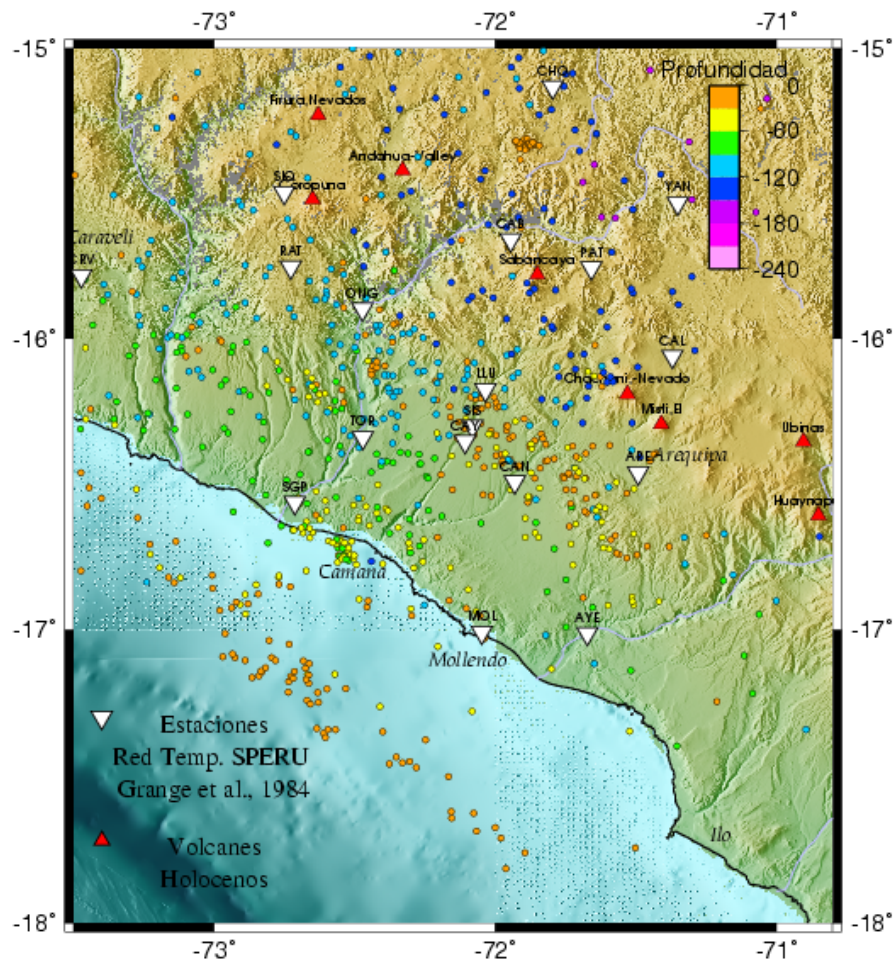 -73° -72° -71°
-15° -15°
CHO
Profundidad
0
Firura,Nevados
-60
Andahua-Valley
SIO
Coropuna
YAN
-120
CAB
-180
Caraveli
CRV
RAT
Sabancaya
PAT
-240
ONG
-16° -16°
CAL
LLU
Chachani,-Nevado
SIS
Misti,El
TOR
CAY
Ubinas
ARE
Arequipa
CAN
SGP
Camana
-17° -17°
MOL
AYE
Mollendo
Estaciones
Red Temp. SPERU
Grange et al., 1984
Ilo
Volcanes
Holocenos
-18° -18°
-73° -72° -71°